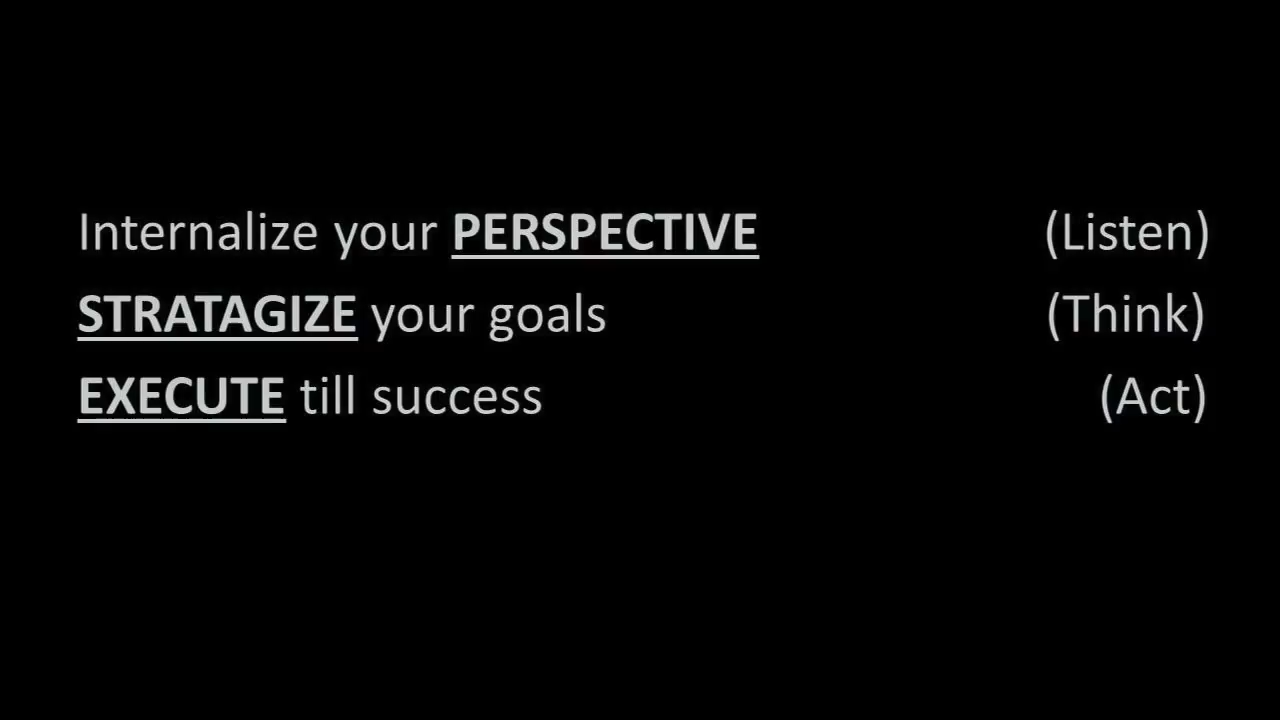 Internalize your PERSPECTIVE (Listen)
STRATAGIZE your goals (Think)
EXECUTE till success (Act)